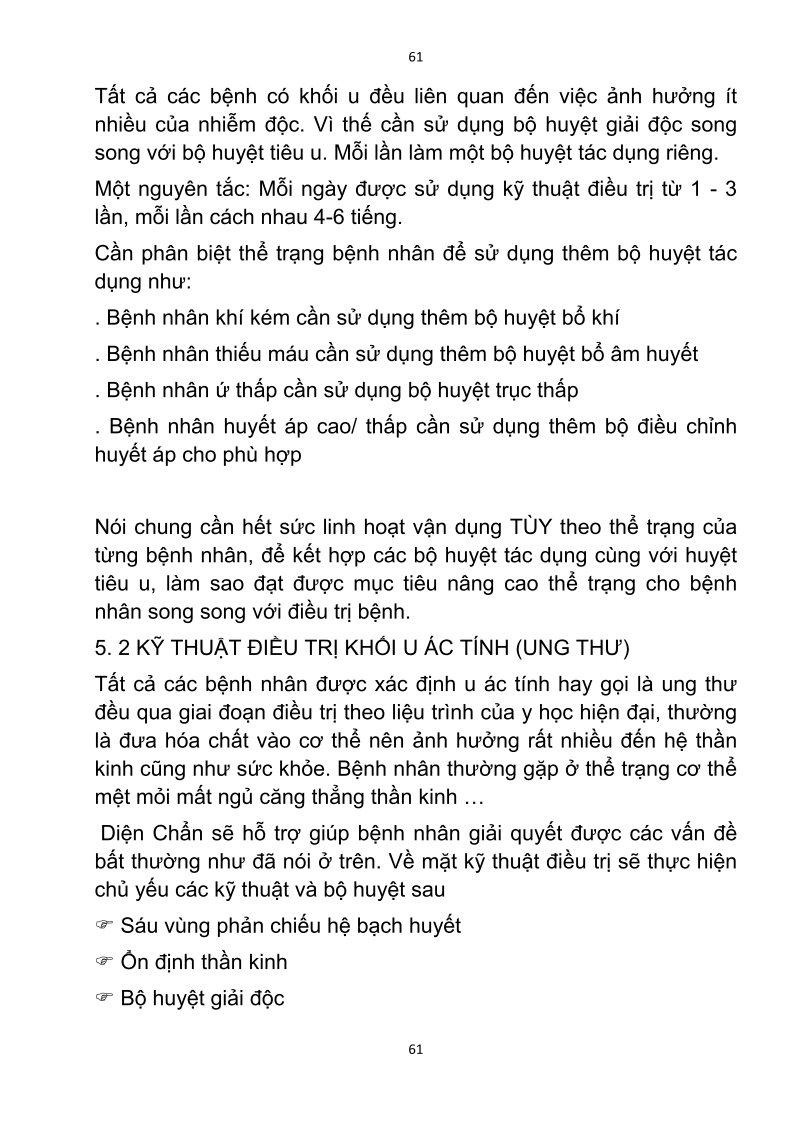 61
Tất cả các bệnh có khối u đều liên quan đến việc ảnh hưởng ít
nhiều của nhiễm độc. Vì thế cần sử dụng bộ huyệt giải độc song
song với bộ huyệt tiêu u. Mỗi lần làm một bộ huyệt tác dụng riêng.
Một nguyên tắc: Mỗi ngày được sử dụng kỹ thuật điều trị từ 1 - 3
lần, mỗi lần cách nhau 4-6 tiếng.
Cần phân biệt thể trạng bệnh nhân để sử dụng thêm bộ huyệt tác
dụng như:
. Bệnh nhân khí kém cần sử dụng thêm bộ huyệt bổ khí
. Bệnh nhân thiếu máu cần sử dụng thêm bộ huyệt bổ âm huyết
. Bệnh nhân ứ thấp cần sử dụng bộ huyệt trục thấp
. Bệnh nhân huyết áp cao/ thấp cần sử dụng thêm bộ điều chỉnh
huyết áp cho phù hợp
Nói chung cần hết sức linh hoạt vận dụng TÙY theo thể trạng của
từng bệnh nhân, để kết hợp các bộ huyệt tác dụng cùng với huyệt
tiêu u, làm sao đạt được mục tiêu nâng cao thể trạng cho bệnh
nhân song song với điều trị bệnh.
5. 2 KỸ THUẬT ĐIỀU TRỊ KHỐI U ÁC TÍNH (UNG THƯ)
Tất cả các bệnh nhân được xác định u ác tính hay gọi là ung thư
đều qua giai đoạn điều trị theo liệu trình của y học hiện đại, thường
là đưa hóa chất vào cơ thể nên ảnh hưởng rất nhiều đến hệ thần
kinh cũng như sức khỏe. Bệnh nhân thường gặp ở thể trạng cơ thể
mệt mỏi mất ngủ căng thẳng thần kinh …
Diện Chẩn sẽ hỗ trợ giúp bệnh nhân giải quyết được các vấn đề
bất thường như đã nói ở trên. Về mặt kỹ thuật điều trị sẽ thực hiện
chủ yếu các kỹ thuật và bộ huyệt sau
☞ Sáu vùng phản chiếu hệ bạch huyết
☞ Ổn định thần kinh
☞ Bộ huyệt giải độc
61